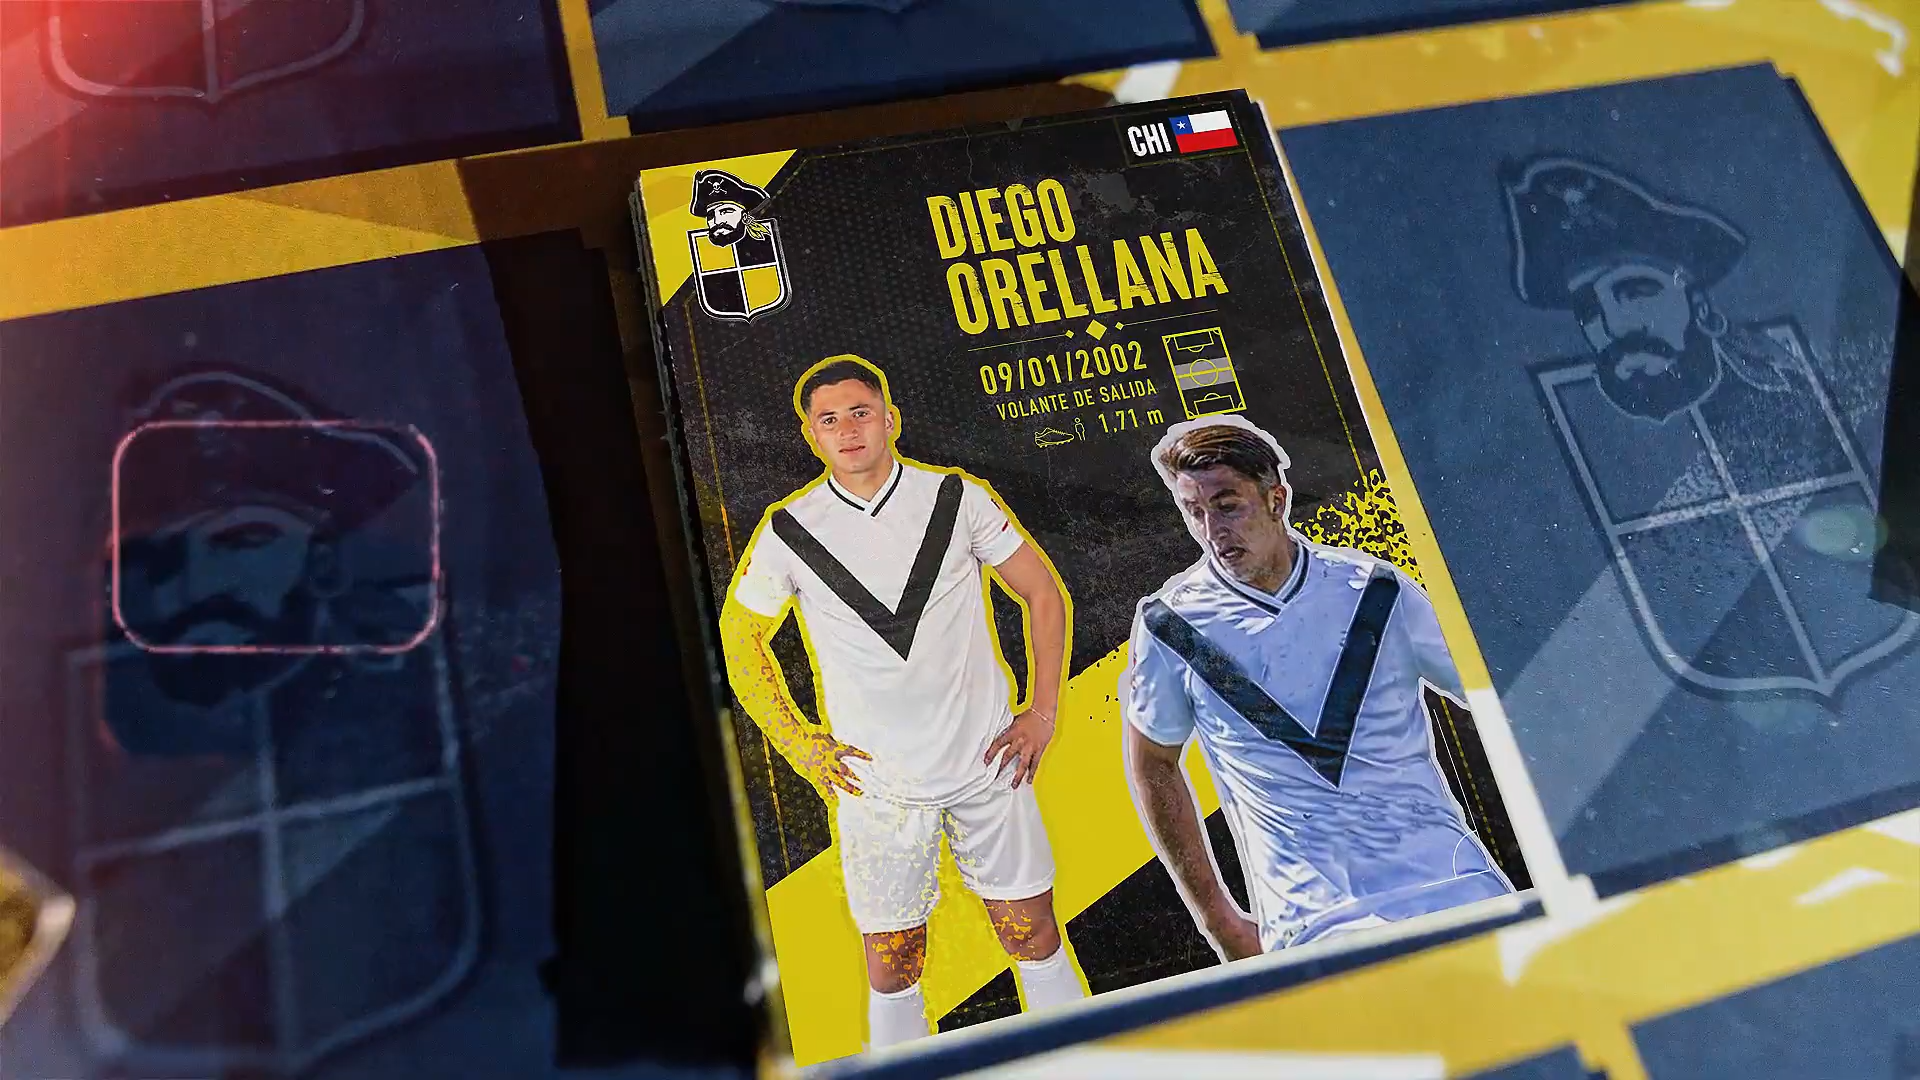 CHI
DIEGO
ORELLANA
09/01/2002
VOLANTE DE SALIDA
1,71 m